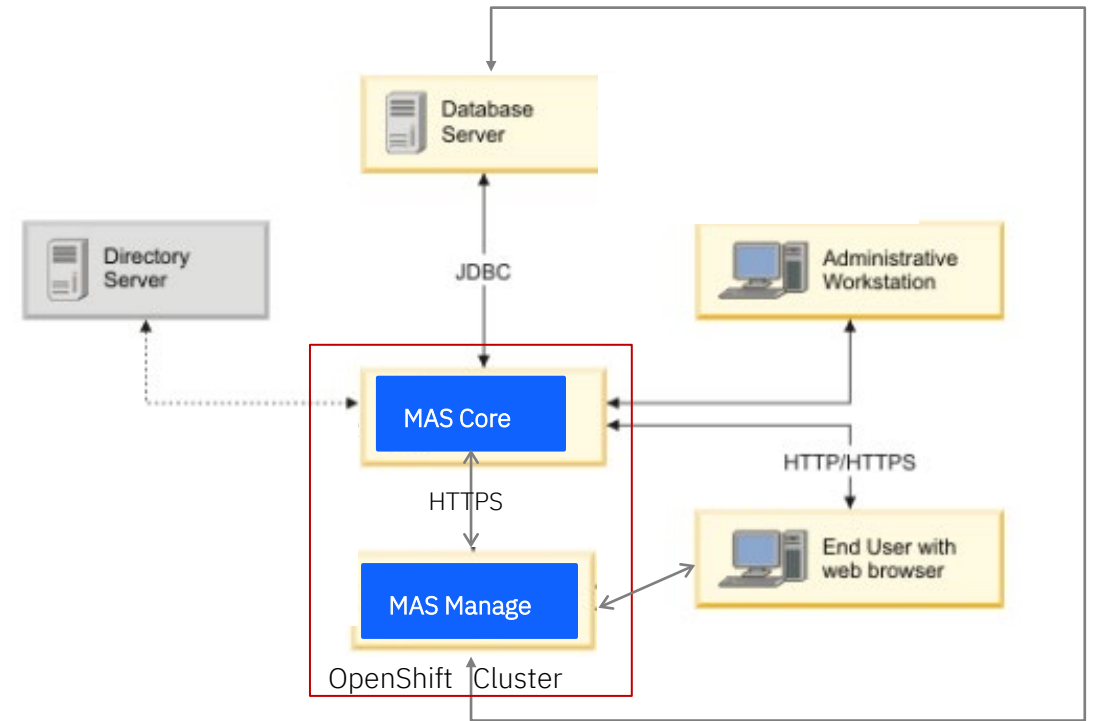 Database
Server
Directory
Server
JDBC
Administrative
Workstation
MAS Core
HTTP/HTTPS
HTTPS
End User with
web browser
MAS Manage
OpenShift Cluster